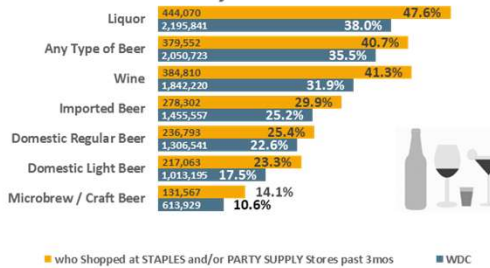 Liquor 444,070 47.6%
2,195,841 38.0%
Any Type of Beer 379,552 40.7%
2,050,723 35.5%
Wine 384,810 41.3%
1,842,220 31.9%
Imported Beer 278,302 29.9%
1,455,557 25.2%
Domestic Regular Beer 236,793 25.4%
1,306,541 22.6%
Domestic Light Beer 217,063 23.3%
1,013,195 17.5%
Microbrew / Craft Beer 131,567 14.1%
613,929 10.6%
who Shopped at STAPLES and/or PARTY SUPPLY Stores past 3mos WDC